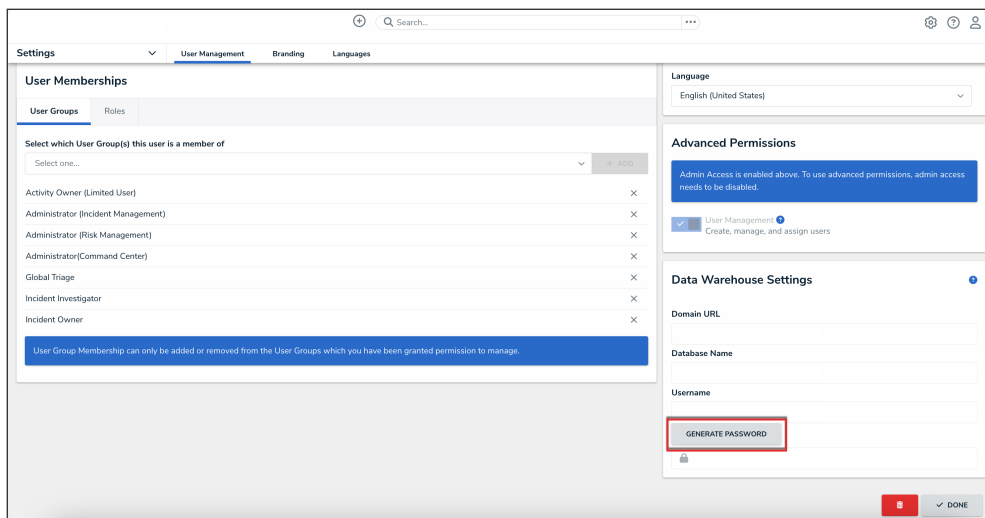 Search...
Settings
User Management
Branding
Languages
User Memberships
User Groups
Roles
Select which User Group(s) this user is a member of
Select one...
+ ADD
Activity Owner (Limited User)
Administrator (Incident Management)
Administrator (Risk Management)
Administrator(Command Center)
Global Triage
Incident Investigator
Incident Owner
User Group Membership can only be added or removed from the User Groups which you have been granted permission to manage.
Language
English (United States)
Advanced Permissions
Admin Access is enabled above. To use advanced permissions, admin access
needs to be disabled.
User Management
Create, manage, and assign users
Data Warehouse Settings
Domain URL
Database Name
Username
GENERATE PASSWORD
DONE